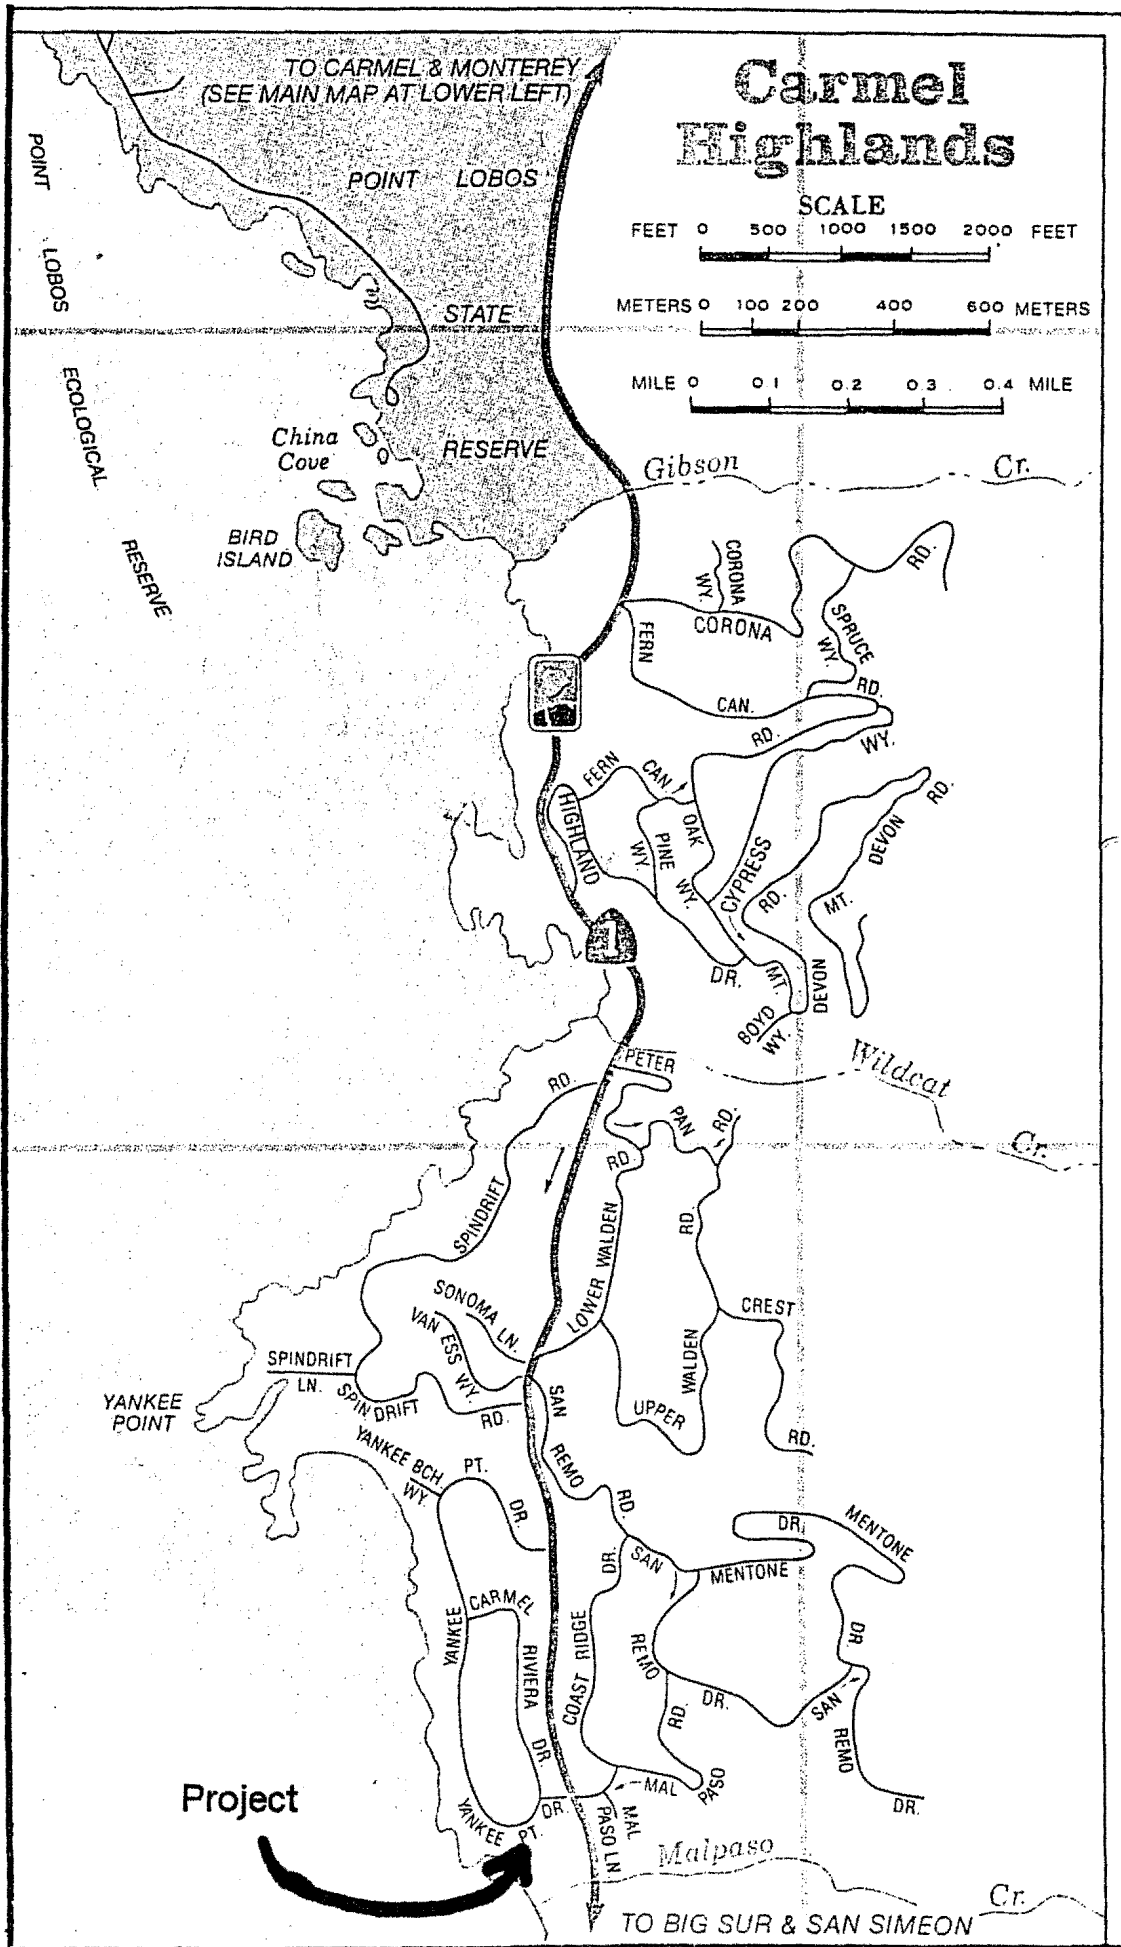 TO CARMEL & MONTEREY
(SEE MAIN MAP AT LOWER LEFT)
Carmel
Highlands
SCALE
FEET 0 500 1000 1500 2000 FEET
METERS 0 100 200 400 600 METERS
MILE 0 0.1 0.2 0.3 0.4 MILE
POINT LOBOS
STATE
RESERVE
POINT
LOBOS
ECOLOGICAL
RESERVE
China
Cove
BIRD
ISLAND
Gibson Cr.
CORONA
WY.
CORONA
RD.
FERN
CAN.
RD.
SPRUCE
WY.
RD.
WY.
FERN
CAN
HIGHLAND
PINE
WY.
OAK
WY.
CYPRESS
RD.
DEVON
RD.
MT.
DR.
MT.
DEVON
BOYD
WY.
1
Wildcat
Cr.
PETER
PAN
RD.
RD.
SPINDRIFT
RD.
LOWER WALDEN
RD.
WALDEN
UPPER
CREST
RD.
SONOMA
LN.
VAN ESS WY.
SPINDRIFT
LN.
SPINDRIFT
RD.
YANKEE
POINT
YANKEE BCH.
WY.
PT.
DR.
SAN
REMO
RD.
DR.
SAN
MENTONE
DR.
MENTONE
DR.
CARMEL
YANKEE
RIVIERA
DR.
COAST RIDGE
REMO
DR.
RD.
SAN
REMO
DR.
MAL
PASO
DR.
MAL
PASO LN
YANKEE
PT.
Project
Malpaso
Cr.
TO BIG SUR & SAN SIMEON